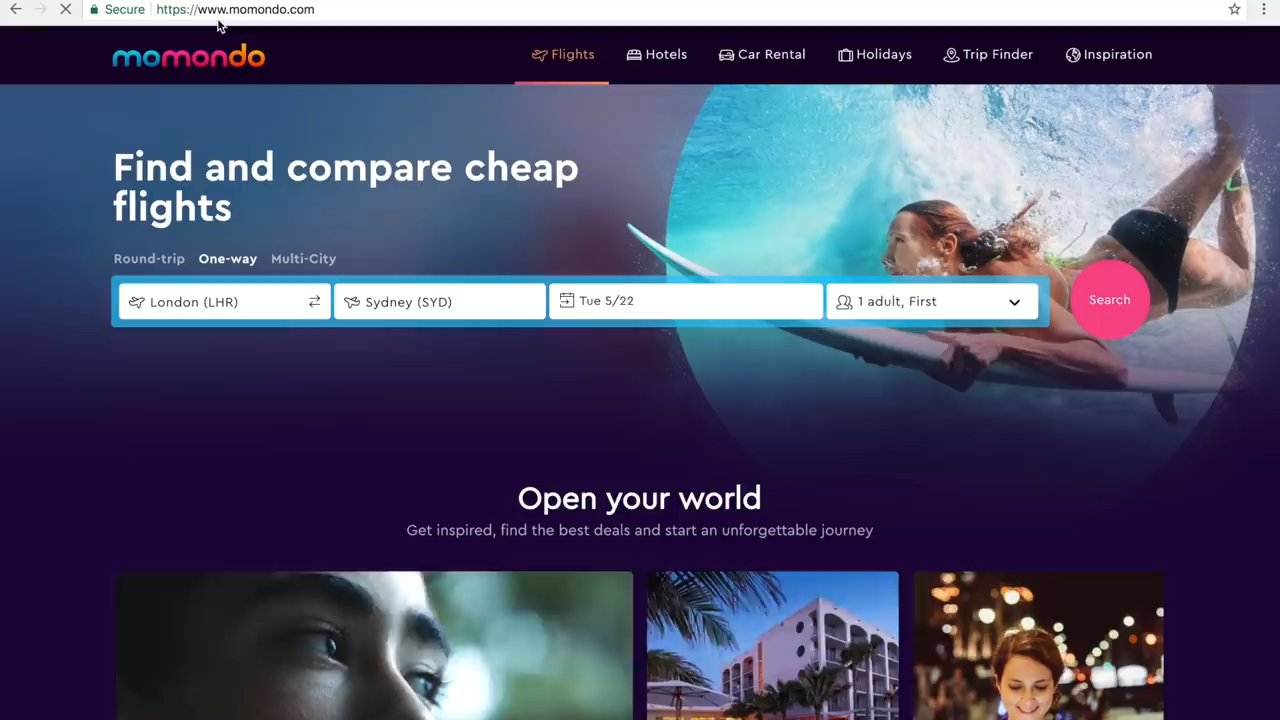 Secure https://www.momondo.com
momondo
Flights Hotels Car Rental Holidays Trip Finder Inspiration
Find and compare cheap
flights
Round-trip One-way Multi-City
London (LHR) Sydney (SYD) Tue 5/22 1 adult, First Search
Open your world
Get inspired, find the best deals and start an unforgettable journey